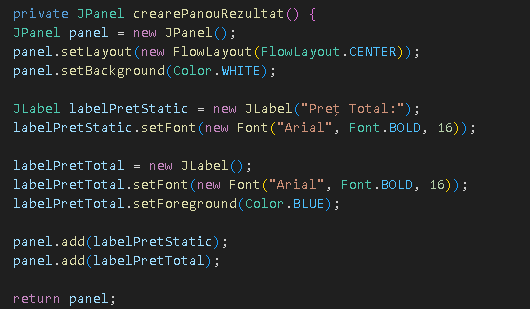 private JPanel crearePanouRezultat() {
JPanel panel = new JPanel();
panel.setLayout(new FlowLayout(FlowLayout.CENTER));
panel.setBackground(Color.WHITE);

JLabel labelPretStatic = new JLabel("Preț Total:");
labelPretStatic.setFont(new Font("Arial", Font.BOLD, 16));

labelPretTotal = new JLabel();
labelPretTotal.setFont(new Font("Arial", Font.BOLD, 16));
labelPretTotal.setForeground(Color.BLUE);

panel.add(labelPretStatic);
panel.add(labelPretTotal);

return panel;